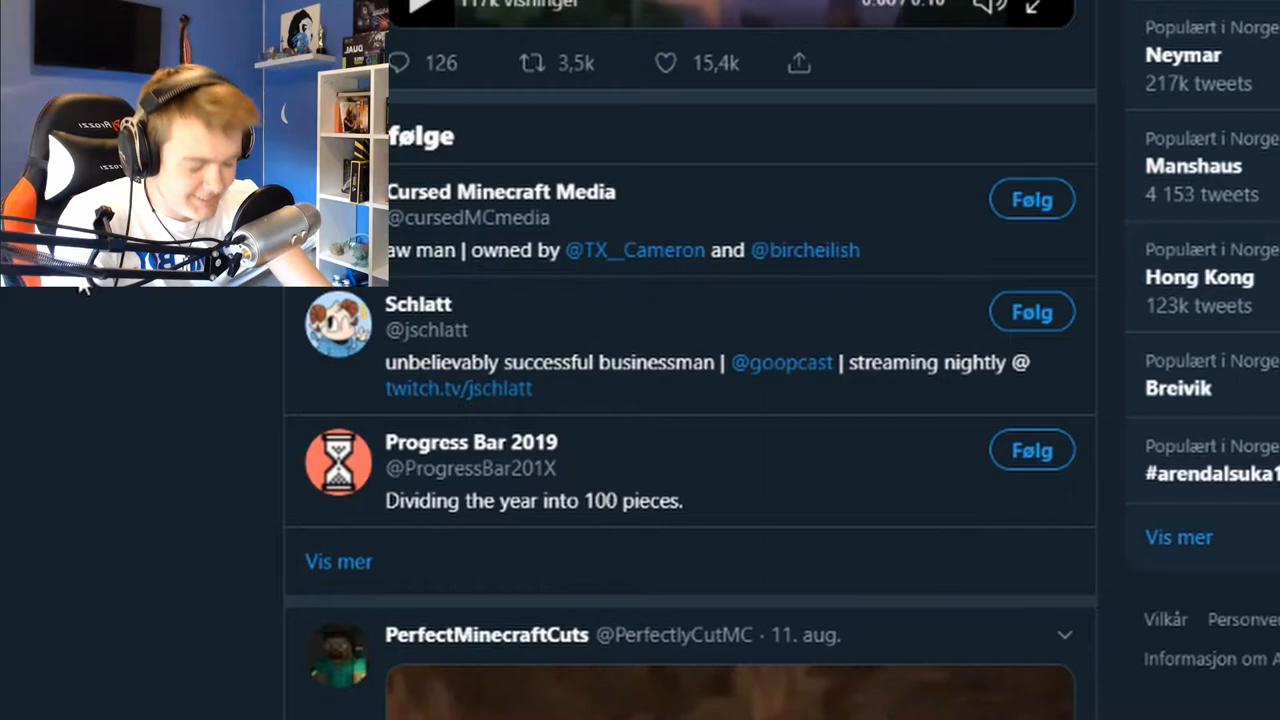 117k visninger
0:00 / 0:10
126
3,5k
15,4k
følge
Cursed Minecraft Media
@cursedMCmedia
Følg
aw man | owned by @TX__Cameron and @bircheilish
Schlatt
@jschlatt
Følg
unbelievably successful businessman | @goopcast | streaming nightly @
twitch.tv/jschlatt
Progress Bar 2019
@ProgressBar201X
Følg
Dividing the year into 100 pieces.
Vis mer
PerfectMinecraftCuts @PerfectlyCutMC · 11. aug.
Populært i Norge
Neymar
217k tweets
Populært i Norge
Manshaus
4 153 tweets
Populært i Norge
Hong Kong
123k tweets
Populært i Norge
Breivik
Populært i Norge
#arendalsuka1
Vis mer
Vilkår Personve
Informasjon om